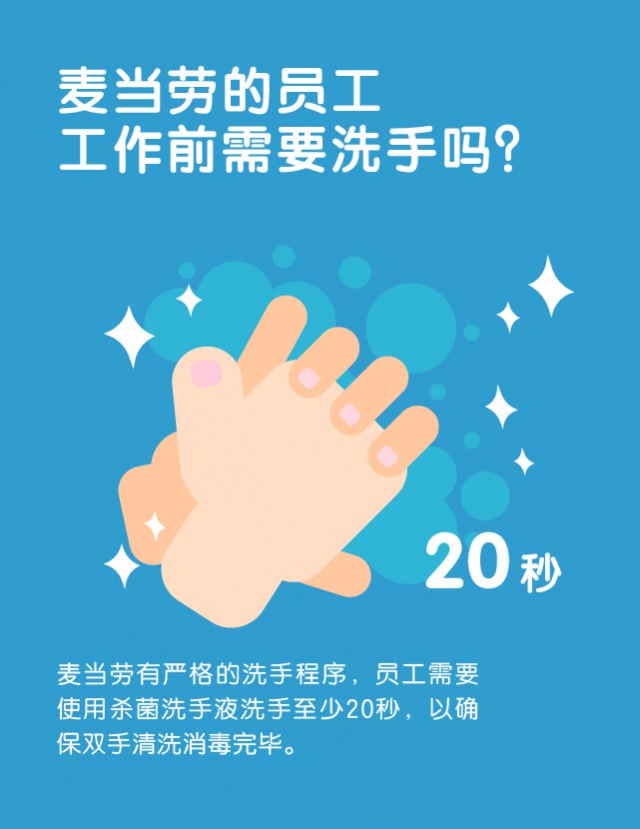 麦当劳的员工
工作前需要洗手吗?
20 秒
麦当劳有严格的洗手程序，员工需要
使用杀菌洗手液洗手至少20秒，以确
保双手清洗消毒完毕。